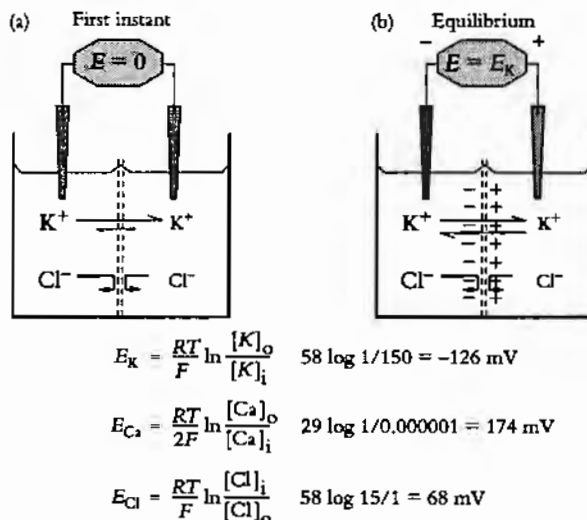 (a) First instant
E = 0
K⁺ K⁺
Cl⁻ Cl⁻
(b) Equilibrium
− +
E = E_K
− +
− +
K⁺ K⁺
− +
− +
Cl⁻ Cl⁻
− +
E_K = RT/F ln [K]_o/[K]_i 58 log 1/150 = −126 mV
E_Ca = RT/2F ln [Ca]_o/[Ca]_i 29 log 1/0.000001 = 174 mV
E_Cl = RT/F ln [Cl]_i/[Cl]_o 58 log 15/1 = 68 mV